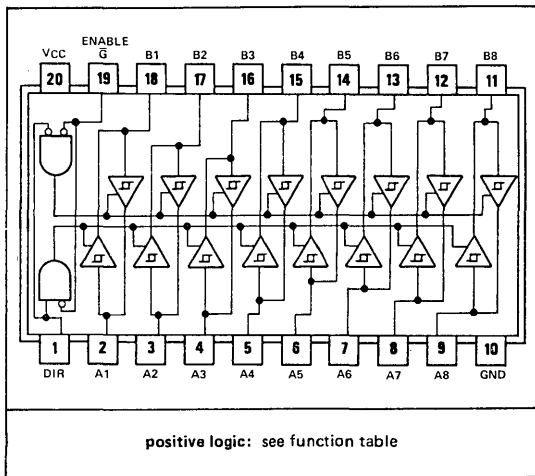 ENABLE
VCC G̅ B1 B2 B3 B4 B5 B6 B7 B8
20 19 18 17 16 15 14 13 12 11
1 2 3 4 5 6 7 8 9 10
DIR A1 A2 A3 A4 A5 A6 A7 A8 GND
positive logic: see function table